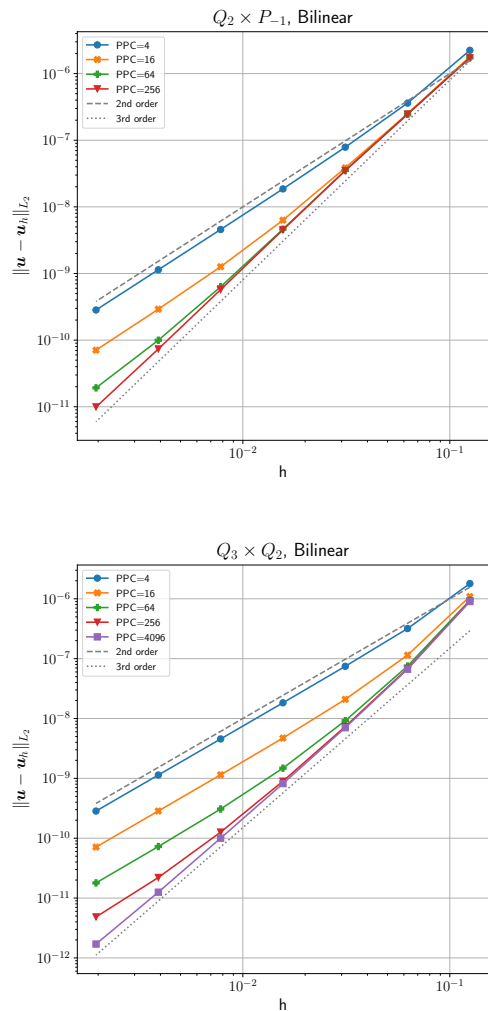 Q₂ × P₋₁, Bilinear
PPC=4
PPC=16
PPC=64
PPC=256
2nd order
3rd order
10⁻⁶
10⁻⁷
10⁻⁸
10⁻⁹
10⁻¹⁰
10⁻¹¹
‖u − u_h‖_{L₂}
10⁻²
10⁻¹
h
Q₃ × Q₂, Bilinear
PPC=4
PPC=16
PPC=64
PPC=256
PPC=4096
2nd order
3rd order
10⁻⁶
10⁻⁷
10⁻⁸
10⁻⁹
10⁻¹⁰
10⁻¹¹
10⁻¹²
‖u − u_h‖_{L₂}
10⁻²
10⁻¹
h